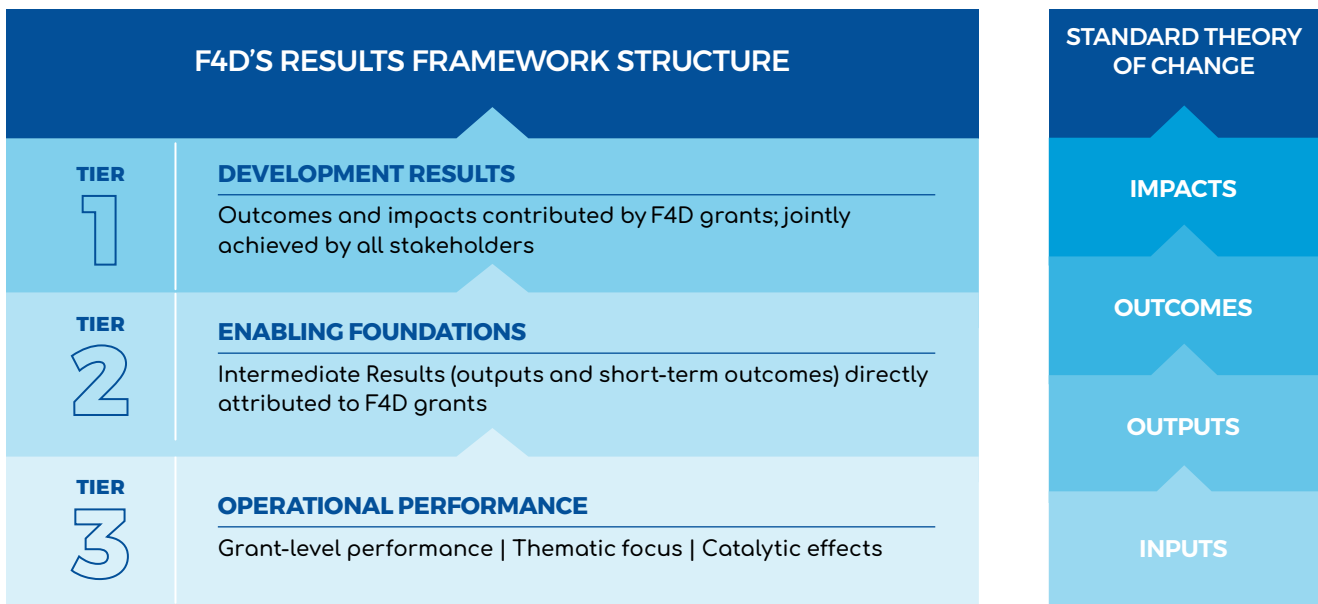 F4D’S RESULTS FRAMEWORK STRUCTURE
TIER
1
DEVELOPMENT RESULTS
Outcomes and impacts contributed by F4D grants; jointly
achieved by all stakeholders
TIER
2
ENABLING FOUNDATIONS
Intermediate Results (outputs and short-term outcomes) directly
attributed to F4D grants
TIER
3
OPERATIONAL PERFORMANCE
Grant-level performance | Thematic focus | Catalytic effects
STANDARD THEORY
OF CHANGE
IMPACTS
OUTCOMES
OUTPUTS
INPUTS